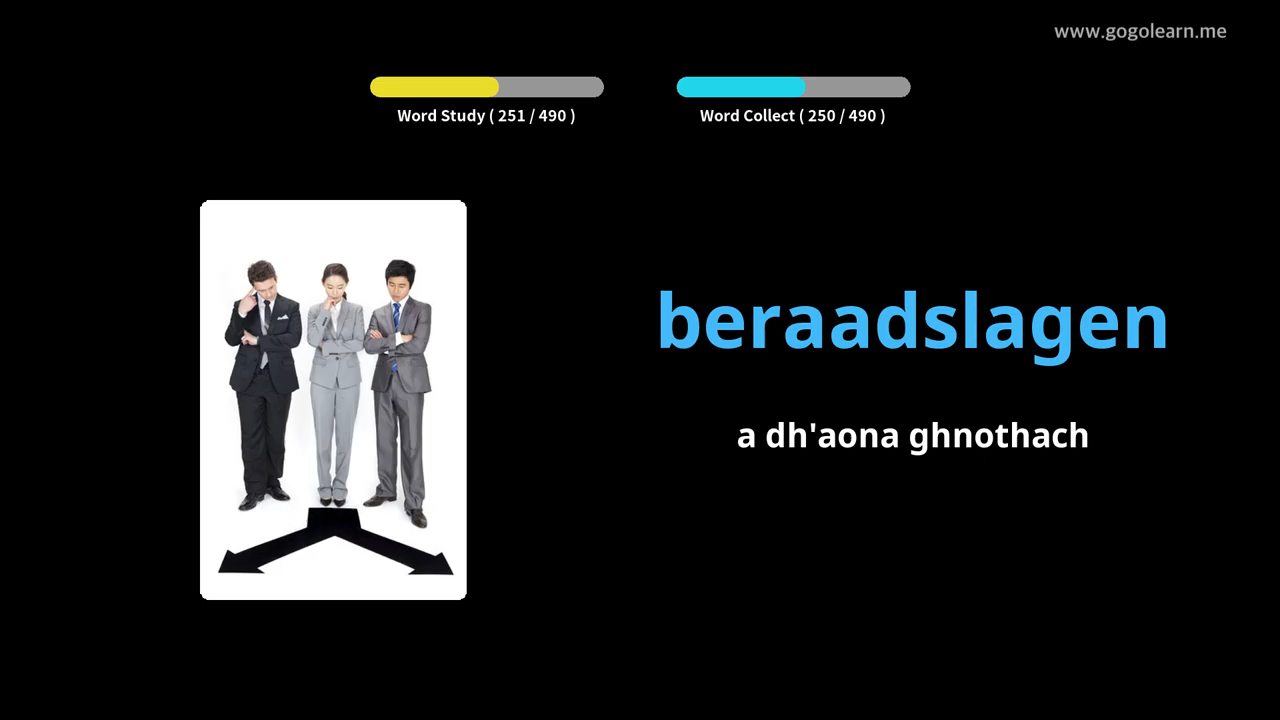 www.gogolearn.me
Word Study ( 251 / 490 )
Word Collect ( 250 / 490 )
beraadslagen
a dh'aona ghnothach